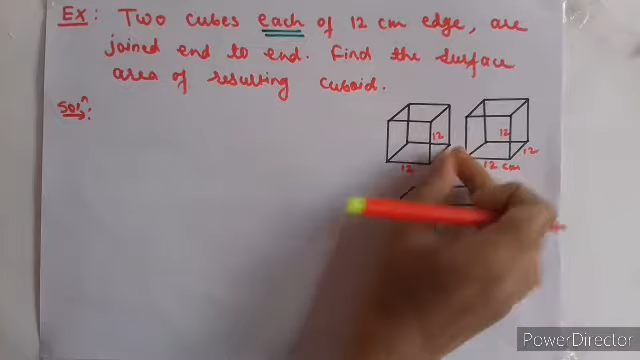 Ex: Two cubes each of 12 cm edge, are
joined end to end. Find the surface
area of resulting cuboid.
Solⁿ:
12
12
12
12
12 cm
PowerDirector